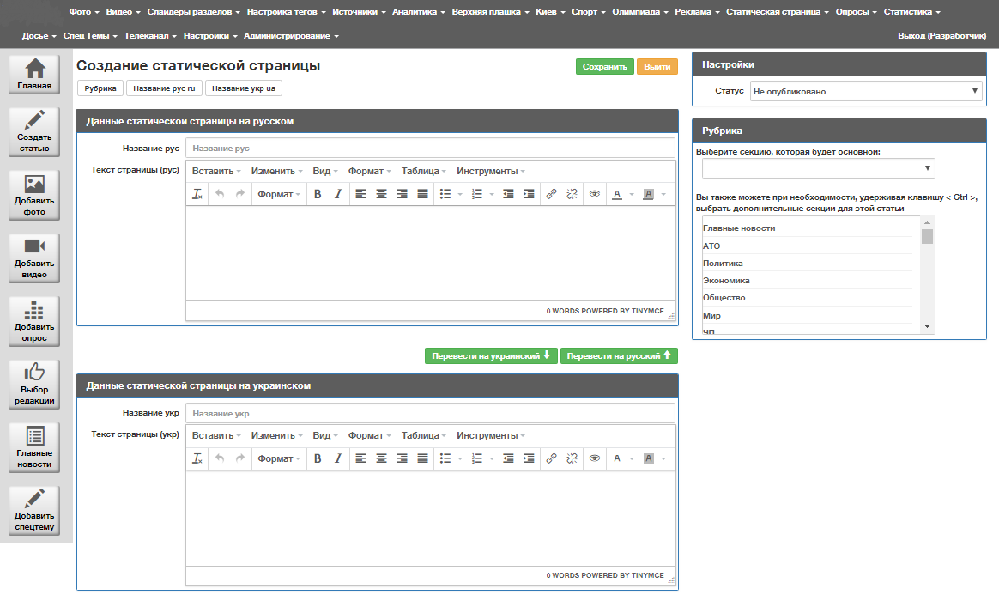 Фото Видео Слайдеры разделов Настройка тегов Источники Аналитика Верхняя плашка Киев Спорт Олимпиада Реклама Статическая страница Опросы Статистика
Досье Спец Темы Телеканал Настройки Администрирование Выход (Разработчик)
Главная
Создать
статью
Добавить
фото
Добавить
видео
Добавить
опрос
Выбор
редакции
Главные
новости
Добавить
спецтему
Создание статической страницы
Сохранить Выйти
Рубрика Название рус ru Название укр ua
Данные статической страницы на русском
Название рус Название рус
Текст страницы (рус) Вставить Изменить Вид Формат Таблица Инструменты
Формат B I A A
0 WORDS POWERED BY TINYMCE
Перевести на украинский Перевести на русский
Данные статической страницы на украинском
Название укр Название укр
Текст страницы (укр) Вставить Изменить Вид Формат Таблица Инструменты
Формат B I A A
0 WORDS POWERED BY TINYMCE
Настройки
Статус Не опубликовано
Рубрика
Выберите секцию, которая будет основной:
Вы также можете при необходимости, удерживая клавишу < Ctrl >,
выбрать дополнительные секции для этой статьи
Главные новости
АТО
Политика
Экономика
Общество
Мир
ЧП